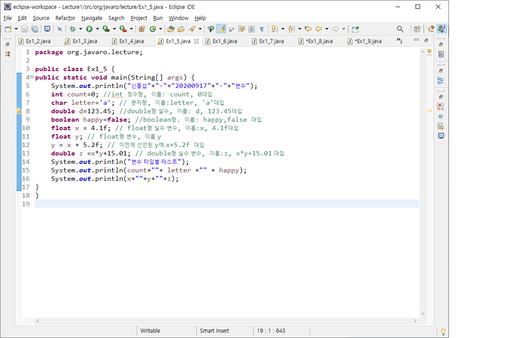 eclipse-workspace - Lecture1/src/org/javaro/lecture/Ex1_5.java - Eclipse IDE
File Edit Source Refactor Navigate Search Project Run Window Help
Ex1_2.java Ex1_3.java Ex1_4.java Ex1_5.java Ex1_6.java Ex1_7.java *Ex1_8.java *Ex1_9.java
1 package org.javaro.lecture;
2
3 public class Ex1_5 {
4 public static void main(String[] args) {
5 System.out.println("신홍섭"+"-"+"20200917"+"-"+"변수");
6 int count=0; //int 정수형, 이름: count, 0대입
7 char letter='a'; // 문자형, 이름:letter, 'a'대입
8 double d=123.45; //double형 실수, 이름: d, 123.45대입
9 boolean happy=false; //boolean형, 이름: happy,false 대입
10 float x = 4.1f; // float형 실수 변수, 이름:x, 4.1f대입
11 float y; // float형 변수, 이름 y
12 y = x + 5.2f; // 이전에 선언된 y에 x+5.2f 대입
13 double z =x*y+15.01; // double형 실수 변수, 이름:z, x*y+15.01 대입
14 System.out.println("변수 타입별 테스트");
15 System.out.println(count+""+ letter +"" + happy);
16 System.out.println(x+""+y+""+z);
17 }
18 }
19
Writable Smart Insert 19 : 1 : 643